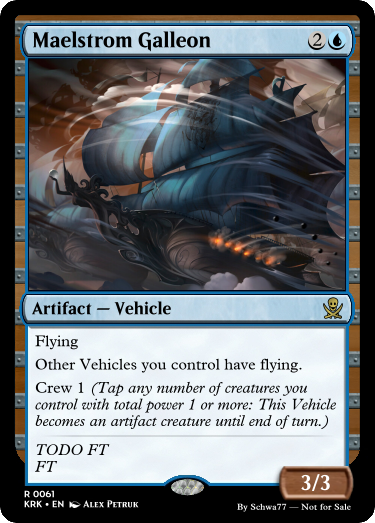 Maelstrom Galleon 2
Artifact — Vehicle
Flying
Other Vehicles you control have flying.
Crew 1 (Tap any number of creatures you
control with total power 1 or more: This Vehicle
becomes an artifact creature until end of turn.)
TODO FT
FT
3/3
R 0061
KRK • EN Alex Petruk
By Schwa77 — Not for Sale